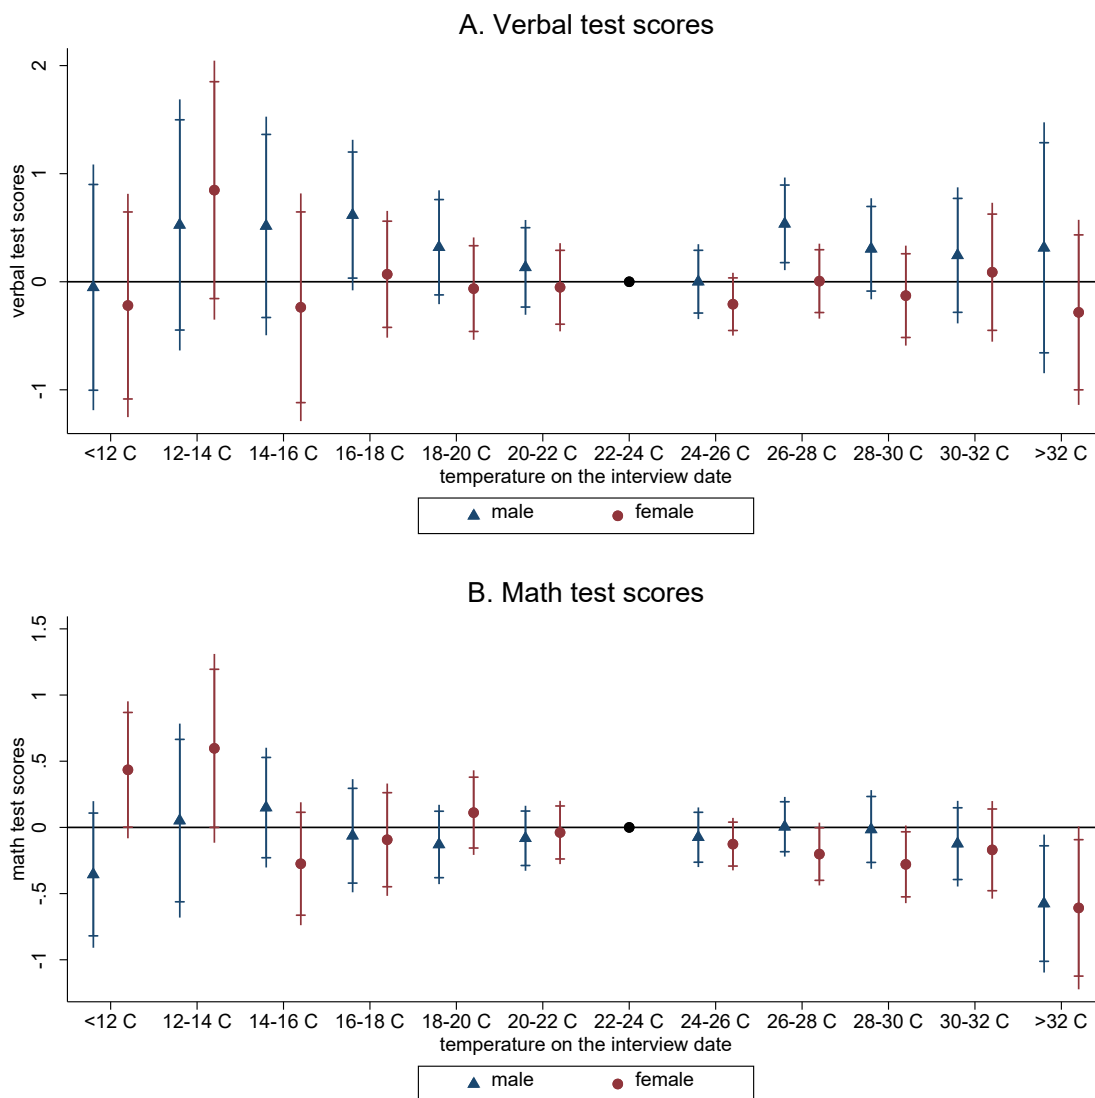 A. Verbal test scores
verbal test scores
2
1
0
-1
<12 C 12-14 C 14-16 C 16-18 C 18-20 C 20-22 C 22-24 C 24-26 C 26-28 C 28-30 C 30-32 C >32 C
temperature on the interview date
male female
B. Math test scores
math test scores
1.5
1
.5
0
-.5
-1
<12 C 12-14 C 14-16 C 16-18 C 18-20 C 20-22 C 22-24 C 24-26 C 26-28 C 28-30 C 30-32 C >32 C
temperature on the interview date
male female